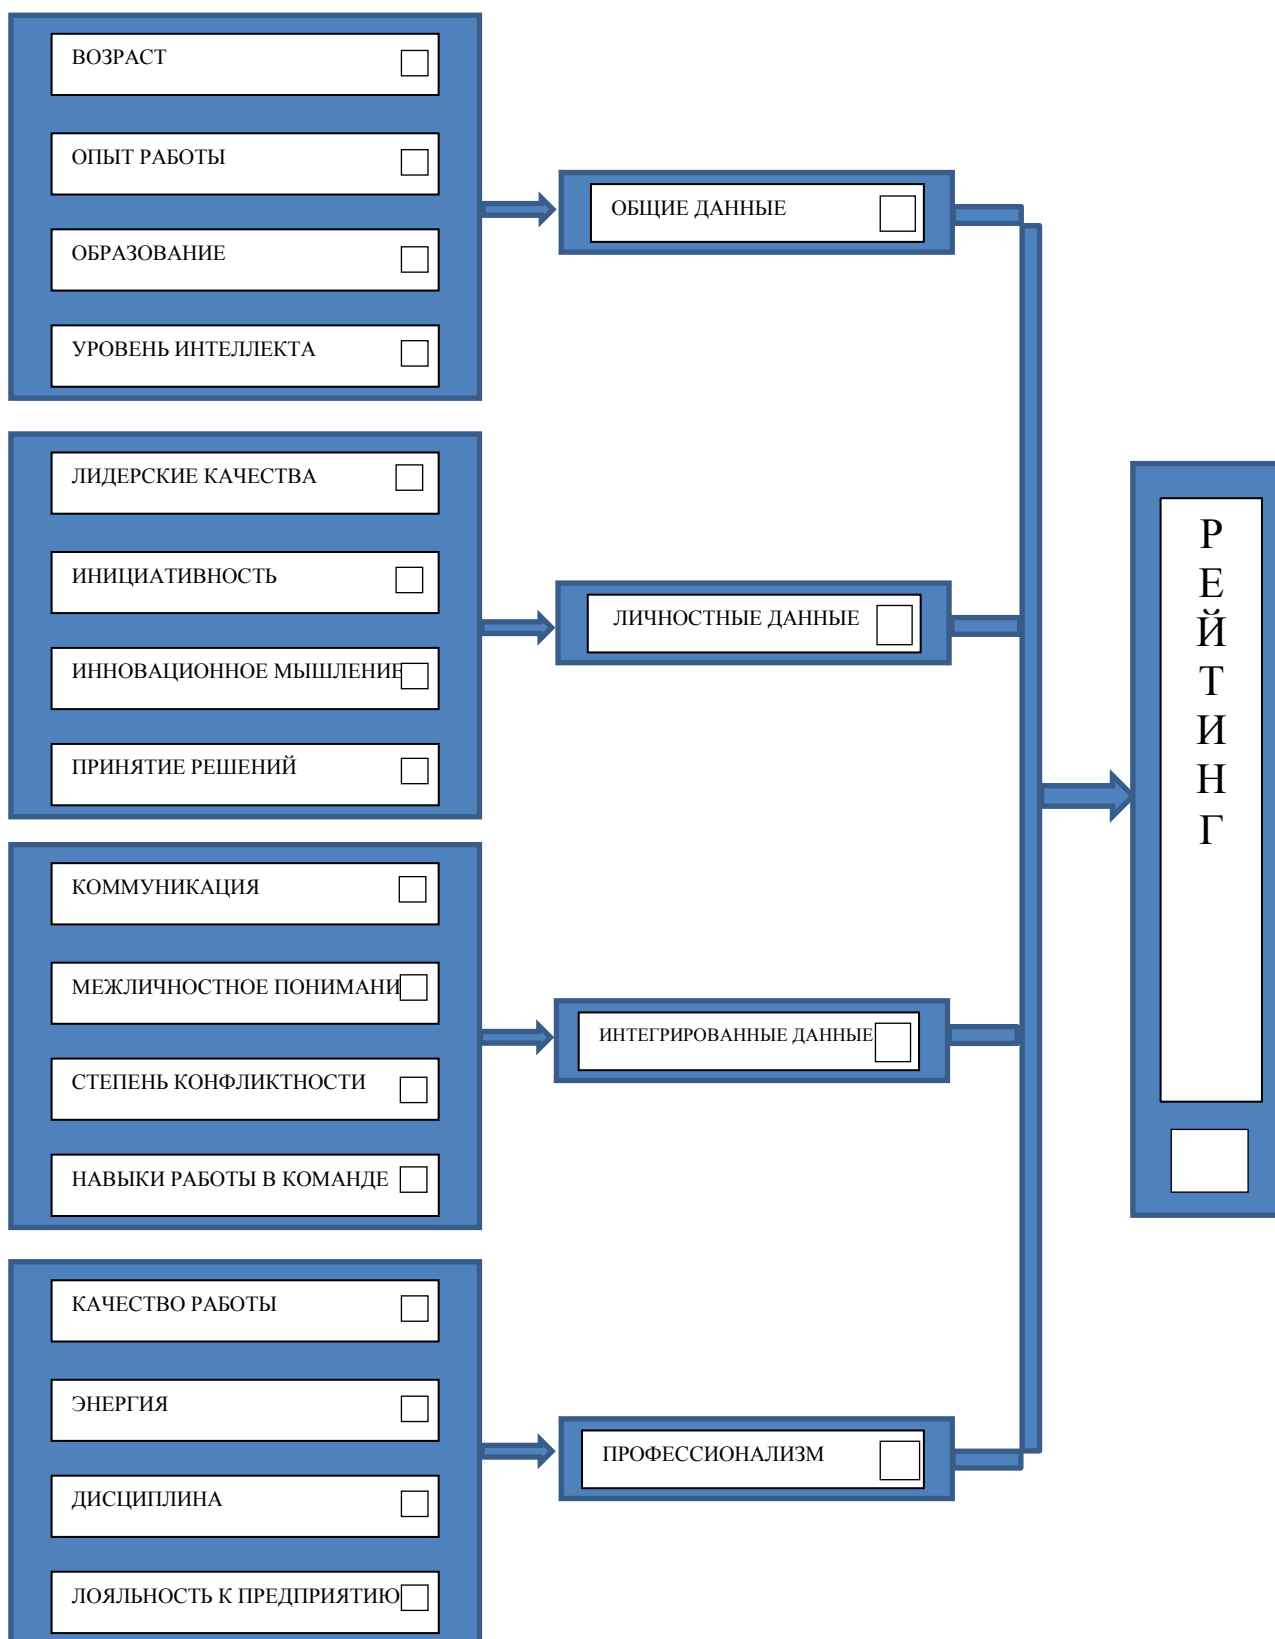 ВОЗРАСТ
ОПЫТ РАБОТЫ
ОБРАЗОВАНИЕ
УРОВЕНЬ ИНТЕЛЛЕКТА
ОБЩИЕ ДАННЫЕ
ЛИДЕРСКИЕ КАЧЕСТВА
ИНИЦИАТИВНОСТЬ
ИННОВАЦИОННОЕ МЫШЛЕНИЕ
ПРИНЯТИЕ РЕШЕНИЙ
ЛИЧНОСТНЫЕ ДАННЫЕ
КОММУНИКАЦИЯ
МЕЖЛИЧНОСТНОЕ ПОНИМАНИ
СТЕПЕНЬ КОНФЛИКТНОСТИ
НАВЫКИ РАБОТЫ В КОМАНДЕ
ИНТЕГРИРОВАННЫЕ ДАННЫЕ
КАЧЕСТВО РАБОТЫ
ЭНЕРГИЯ
ДИСЦИПЛИНА
ЛОЯЛЬНОСТЬ К ПРЕДПРИЯТИЮ
ПРОФЕССИОНАЛИЗМ
РЕЙТИНГ